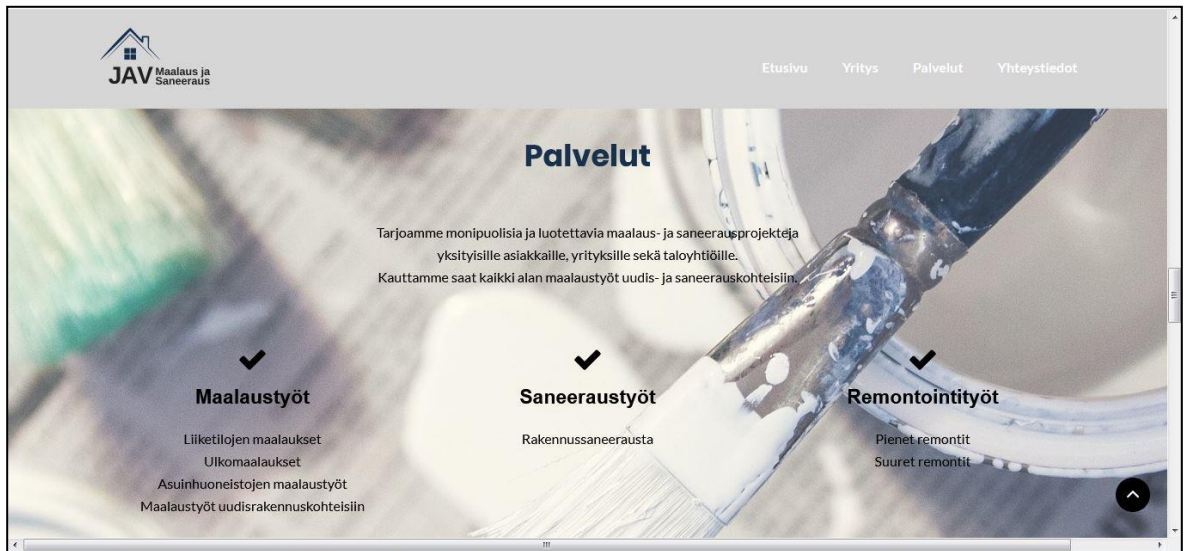 JAV Maalaus ja
Saneeraus
Etusivu Yritys Palvelut Yhteystiedot
Palvelut
Tarjoamme monipuolisia ja luotettavia maalaus- ja saneerausprojekteja
yksityisille asiakkaille, yrityksille sekä taloyhtiöille.
Kauttamme saat kaikki alan maalaustyöt uudis- ja saneerauskohteisiin.
Maalaustyöt
Liiketilojen maalaukset
Ulkomaalaukset
Asuinhuoneistojen maalaustyöt
Maalaustyöt uudisrakennuskohteisiin
Saneeraustyöt
Rakennussaneerausta
Remontointityöt
Pienet remontit
Suuret remontit